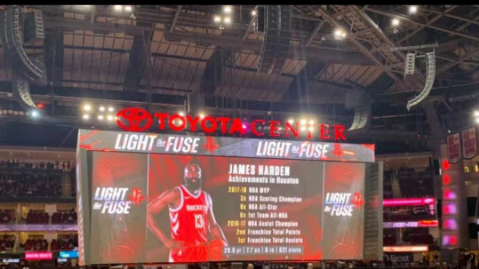 TOYOTA CENTER
LIGHT the FUSE LIGHT the FUSE
JAMES HARDEN
Achievements in Houston
2017-18 NBA MVP
3x NBA Scoring Champion
8x NBA All-Star
6x 1st Team All-NBA
2016-17 NBA Assist Champion
2nd Franchise Total Points
1st Franchise Total Assists
LIGHT the FUSE
LIGHT the FUSE
ROCKETS
13